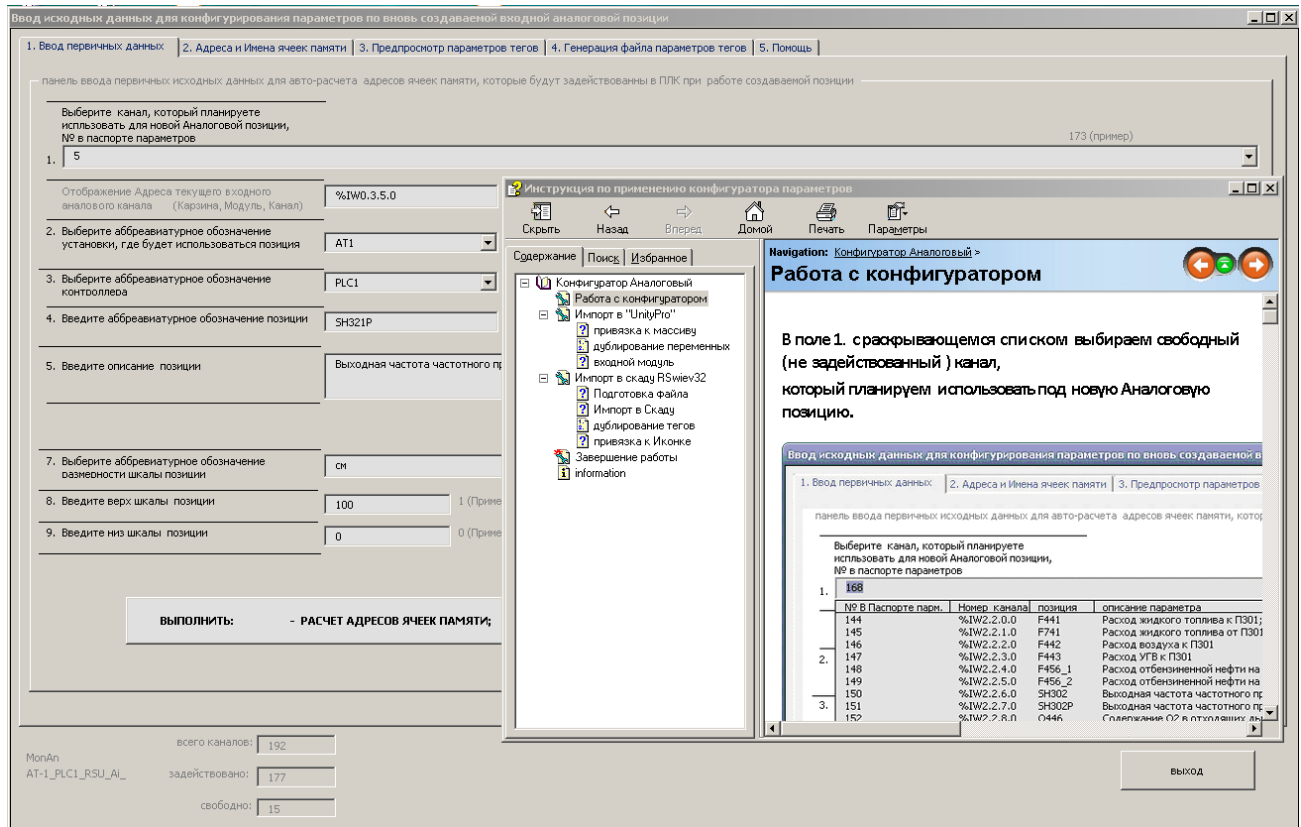 Ввод исходных данных для конфигурирования параметров по вновь создаваемой входной аналоговой позиции
1. Ввод первичных данных 2. Адреса и Имена ячеек памяти 3. Предпросмотр параметров тегов 4. Генерация файла параметров тегов 5. Помощь
панель ввода первичных исходных данных для авто-расчета адресов ячеек памяти, которые будут задействованны в ПЛК при работе создаваемой позиции
Выберите канал, который планируете
испльзовать для новой Аналоговой позиции,
№ в паспорте параметров
173 (пример)
1. 5
Отображение Адреса текущего входного
аналового канала (Карзина, Модуль, Канал)
%IW0.3.5.0
2. Выберите аббреавиатурное обозначение
установки, где будет использоваться позиция
AT1
3. Выберите аббреавиатурное обозначение
контроллера
PLC1
4. Введите аббреавиатурное обозначение позиции
SH321P
5. Введите описание позиции
Выходная частота частотного
7. Выберите аббревиатурное обозначение
размерности шкалы позиции
см
8. Введите верх шкалы позиции
100
1
9. Введите низ шкалы позиции
0
0
ВЫПОЛНИТЬ: - РАСЧЕТ АДРЕСОВ ЯЧЕЕК ПАМЯТИ;
всего каналов: 192
MonAn
AT-1_PLC1_RSU_Ai_
задействовано: 177
свободно: 15
выход
Инструкция по применению конфигуратора параметров
Скрыть Назад Вперед Домой Печать Параметры
Содержание Поиск Избранное
Конфигуратор Аналоговый
Работа с конфигуратором
Импорт в "UnityPro"
привязка к массиву
дублирование переменных
входной модуль
Импорт в скаду RSwiev32
Подготовка файла
Импорт в Скаду
дублирование тегов
привязка к Иконке
Завершение работы
information
Navigation: Конфигуратор Аналоговый >
Работа с конфигуратором
В поле 1. с раскрывающемся списком выбираем свободный
(не задействованный ) канал,
который планируем использовать под новую Аналоговую
позицию.
Ввод исходных данных для конфигурирования параметров по вновь создаваемой
1. Ввод первичных данных 2. Адреса и Имена ячеек памяти 3. Предпросмотр параметров
панель ввода первичных исходных данных для авто-расчета адресов ячеек памяти,
Выберите канал, который планируете
испльзовать для новой Аналоговой позиции,
№ в паспорте параметров
1. 168
№ В Паспорте парм. Номер канала позиция описание параметра
144 %IW2.2.0.0 F441 Расход жидкого топлива к П301;
145 %IW2.2.1.0 F741 Расход жидкого топлива от П301
146 %IW2.2.2.0 F442 Расход воздуха к П301
2. 147 %IW2.2.3.0 F443 Расход УГВ к П301
148 %IW2.2.4.0 F456_1 Расход отбензиненной нефти на
149 %IW2.2.5.0 F456_2 Расход отбензиненной нефти на
150 %IW2.2.6.0 SH302 Выходная частота частотного
3. 151 %IW2.2.7.0 SH302P Выходная частота частотного
152 %IW2.2.8.0 Q446 Содержание О2 в отходящих